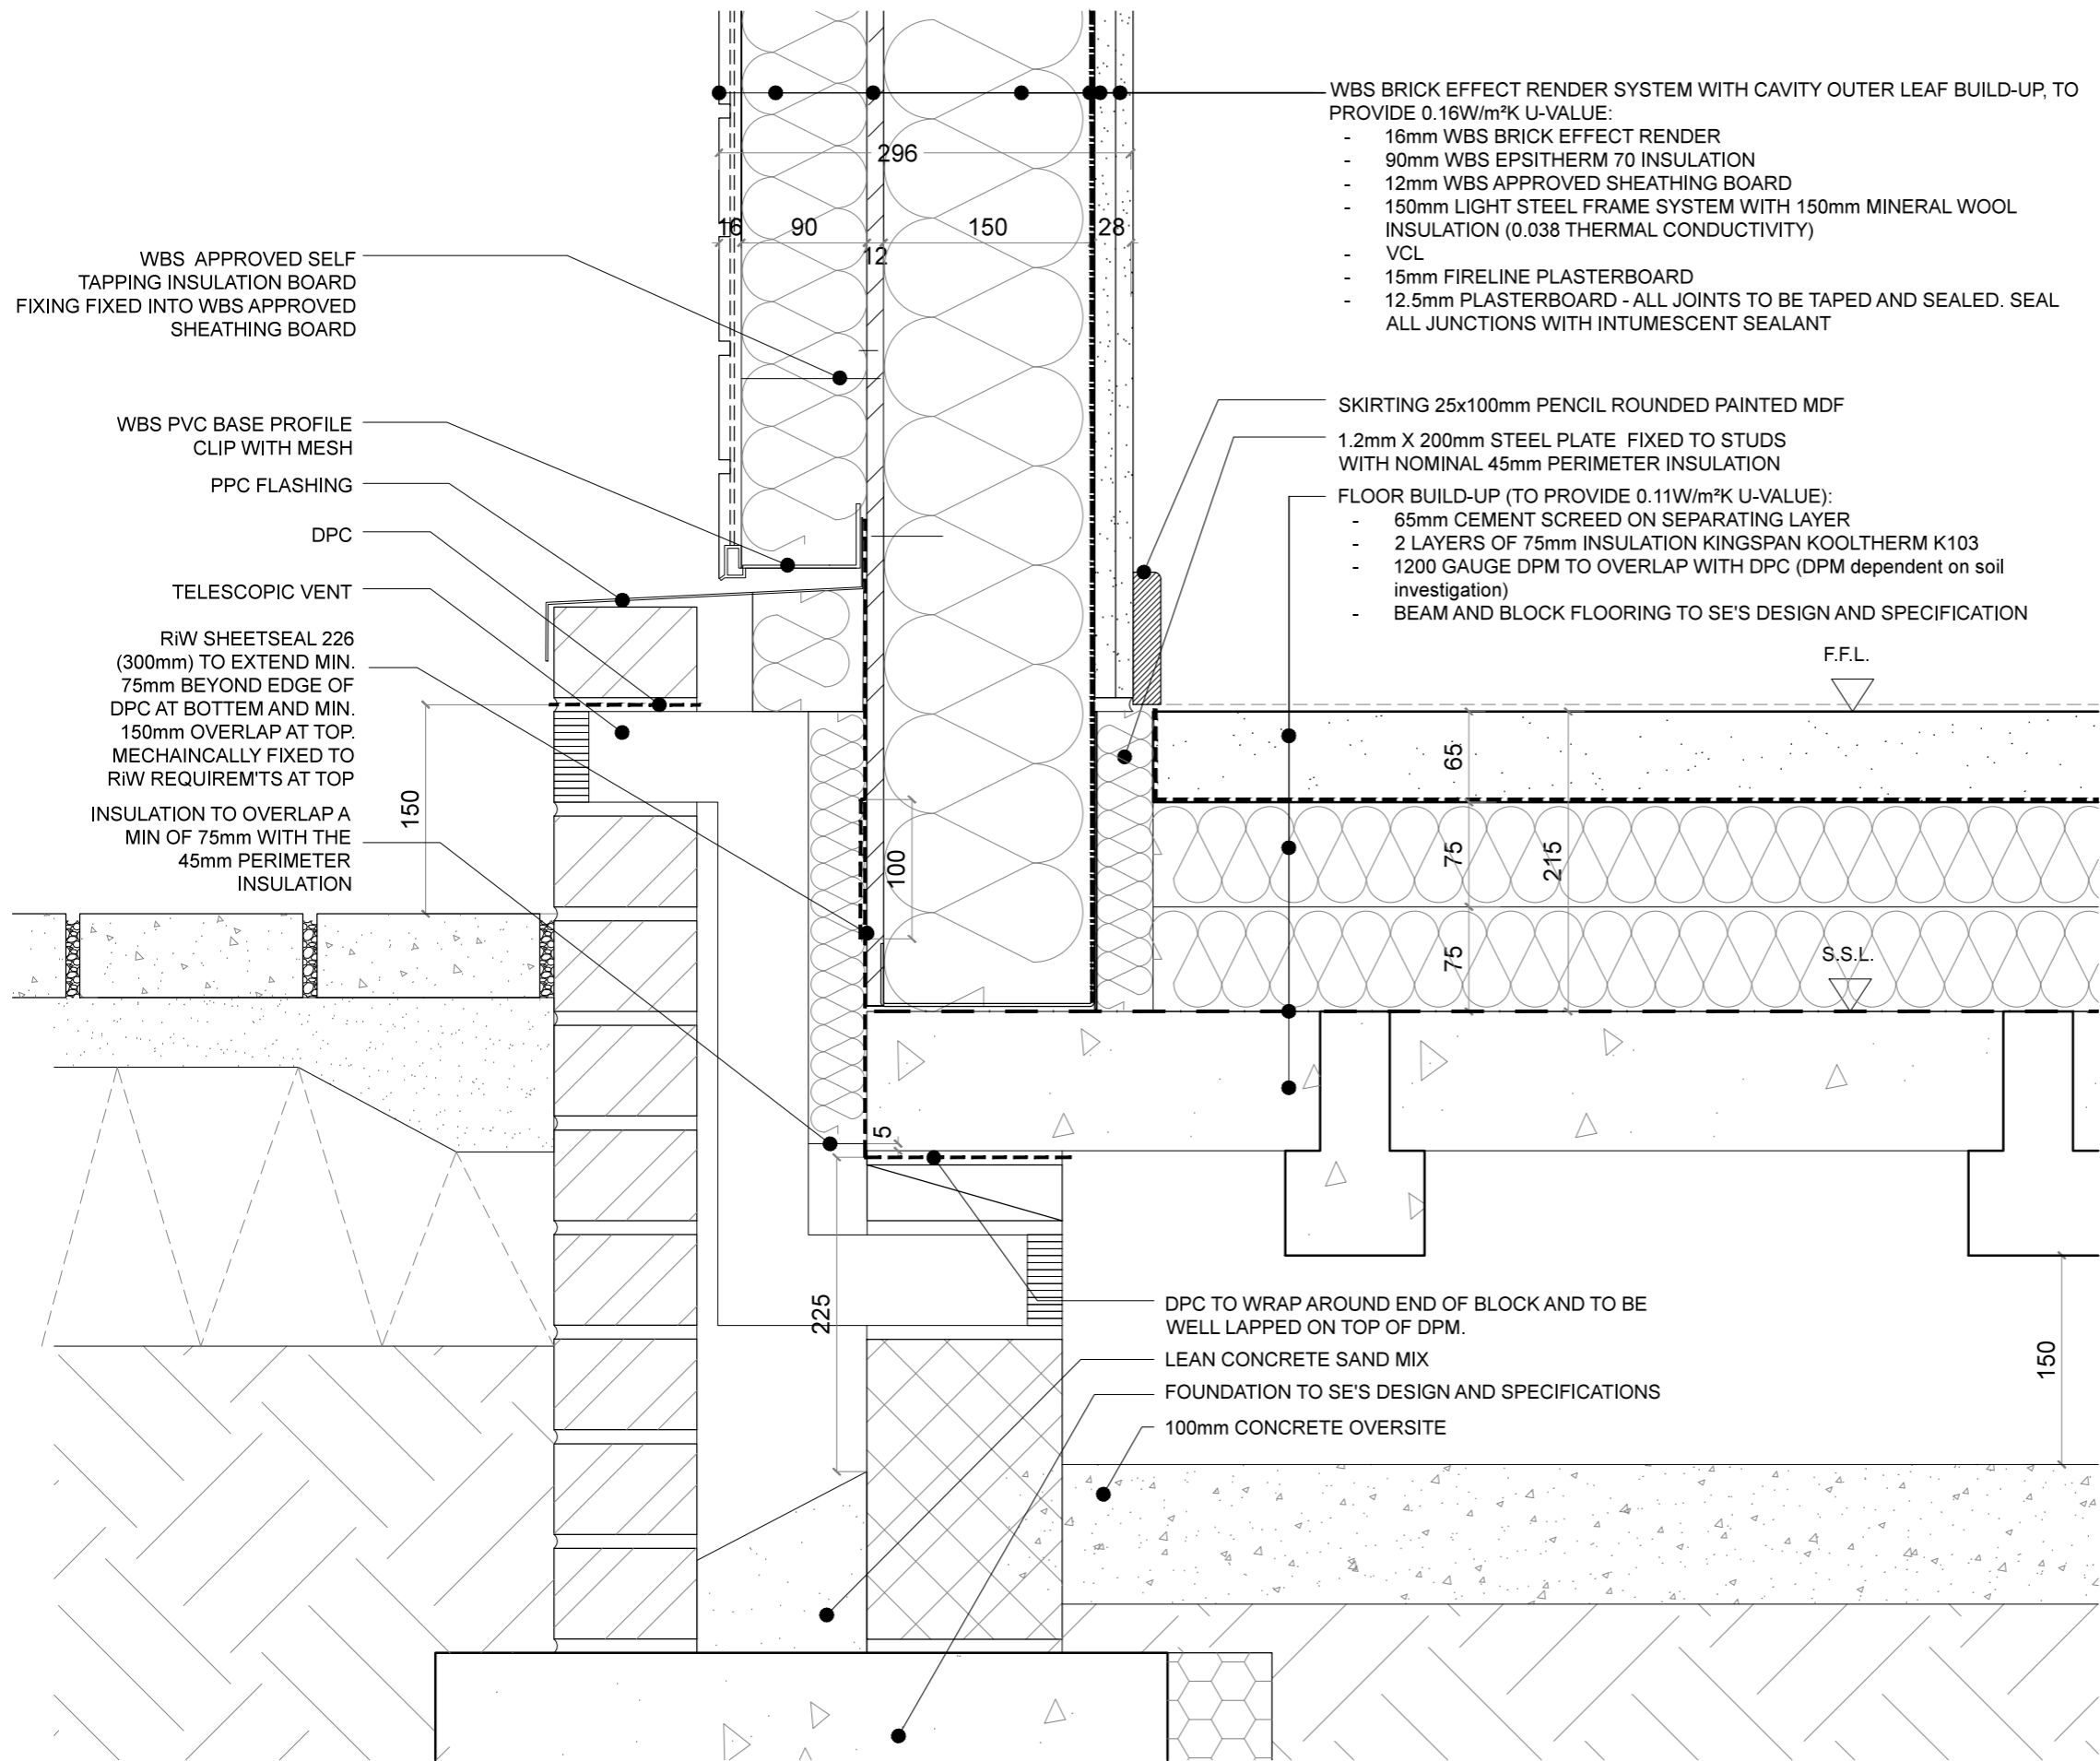 WBS BRICK EFFECT RENDER SYSTEM WITH CAVITY OUTER LEAF BUILD-UP, TO
PROVIDE 0.16W/m²K U-VALUE:
- 16mm WBS BRICK EFFECT RENDER
- 90mm WBS EPSITHERM 70 INSULATION
- 12mm WBS APPROVED SHEATHING BOARD
- 150mm LIGHT STEEL FRAME SYSTEM WITH 150mm MINERAL WOOL
INSULATION (0.038 THERMAL CONDUCTIVITY)
- VCL
- 15mm FIRELINE PLASTERBOARD
- 12.5mm PLASTERBOARD - ALL JOINTS TO BE TAPED AND SEALED. SEAL
ALL JUNCTIONS WITH INTUMESCENT SEALANT
296
16
90
12
150
28
WBS APPROVED SELF
TAPPING INSULATION BOARD
FIXING FIXED INTO WBS APPROVED
SHEATHING BOARD
WBS PVC BASE PROFILE
CLIP WITH MESH
PPC FLASHING
DPC
TELESCOPIC VENT
RiW SHEETSEAL 226
(300mm) TO EXTEND MIN.
75mm BEYOND EDGE OF
DPC AT BOTTEM AND MIN.
150mm OVERLAP AT TOP.
MECHAINCALLY FIXED TO
RiW REQUIREM'TS AT TOP
INSULATION TO OVERLAP A
MIN OF 75mm WITH THE
45mm PERIMETER
INSULATION
SKIRTING 25x100mm PENCIL ROUNDED PAINTED MDF
1.2mm X 200mm STEEL PLATE FIXED TO STUDS
WITH NOMINAL 45mm PERIMETER INSULATION
FLOOR BUILD-UP (TO PROVIDE 0.11W/m²K U-VALUE):
- 65mm CEMENT SCREED ON SEPARATING LAYER
- 2 LAYERS OF 75mm INSULATION KINGSPAN KOOLTHERM K103
- 1200 GAUGE DPM TO OVERLAP WITH DPC (DPM dependent on soil
investigation)
- BEAM AND BLOCK FLOORING TO SE'S DESIGN AND SPECIFICATION
F.F.L.
150
100
65
75
215
75
S.S.L.
5
225
150
DPC TO WRAP AROUND END OF BLOCK AND TO BE
WELL LAPPED ON TOP OF DPM.
LEAN CONCRETE SAND MIX
FOUNDATION TO SE'S DESIGN AND SPECIFICATIONS
100mm CONCRETE OVERSITE